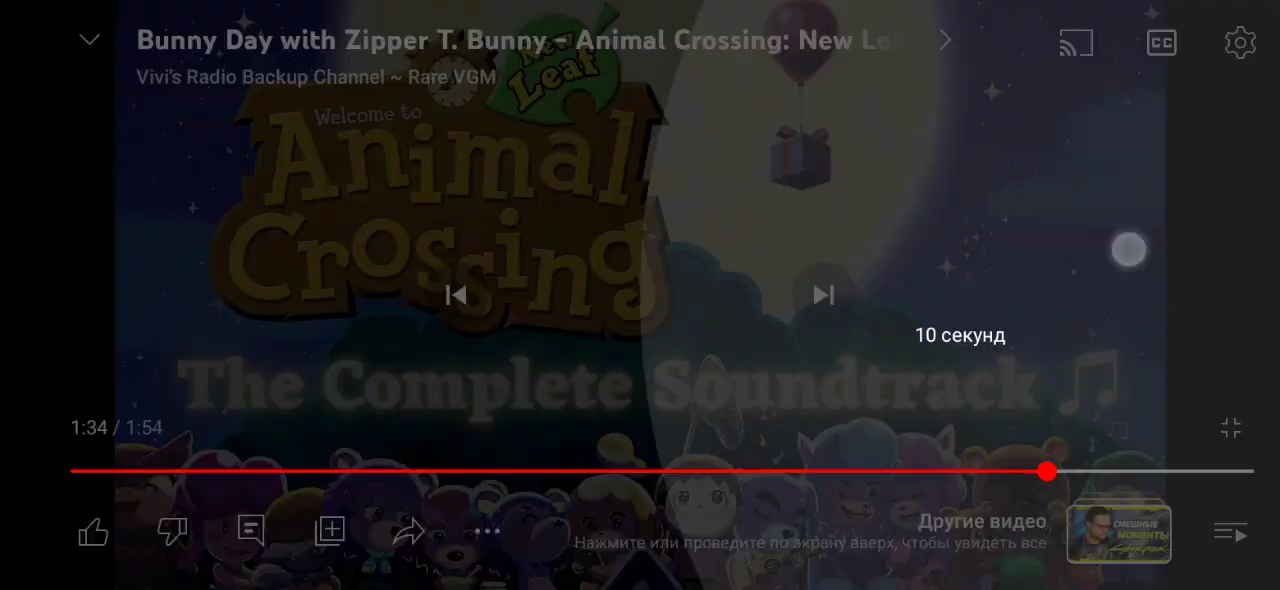 Bunny Day with Zipper T. Bunny - Animal Crossing: New Le
Vivi's Radio Backup Channel ~ Rare VGM
CC
New
Leaf
Welcome to
Animal
Crossing
10 секунд
The Complete Soundtrack
1:34 / 1:54
Другие видео
Нажмите или проведите по экрану вверх, чтобы увидеть все
СМЕШНЫЕ
МОМЕНТЫ